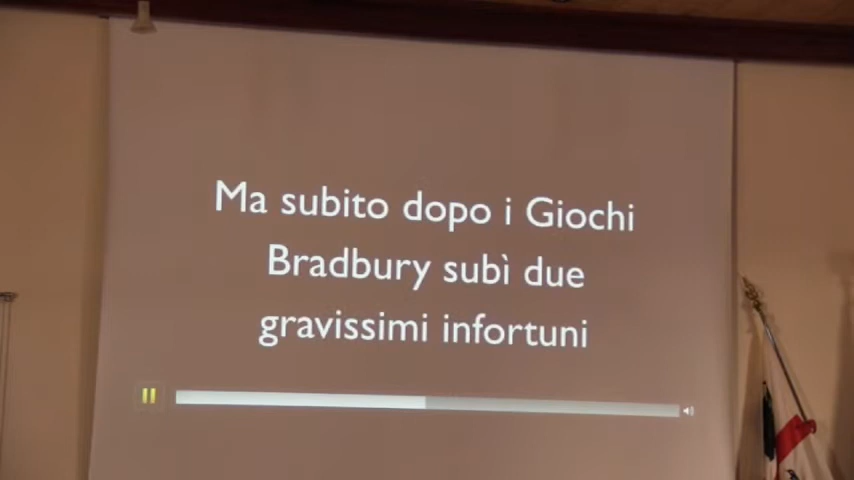 Ma subito dopo i Giochi
Bradbury subì due
gravissimi infortuni